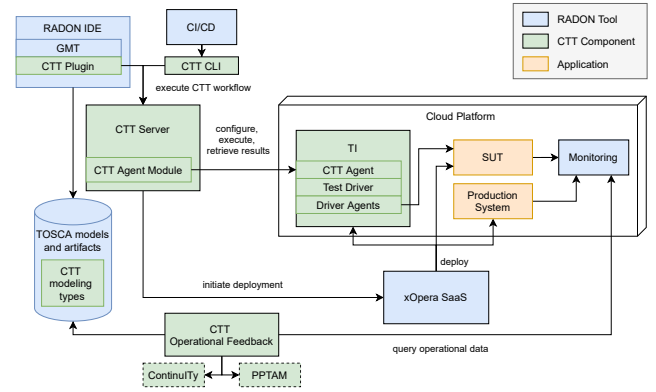 RADON IDE
GMT
CTT Plugin
CI/CD
CTT CLI
execute CTT workflow
RADON Tool
CTT Component
Application
CTT Server
CTT Agent Module
configure,
execute,
retrieve results
Cloud Platform
TI
CTT Agent
Test Driver
Driver Agents
SUT
Monitoring
Production
System
TOSCA models
and artifacts
CTT
modeling
types
initiate deployment
deploy
xOpera SaaS
CTT
Operational Feedback
query operational data
ContinuITy
PPTAM